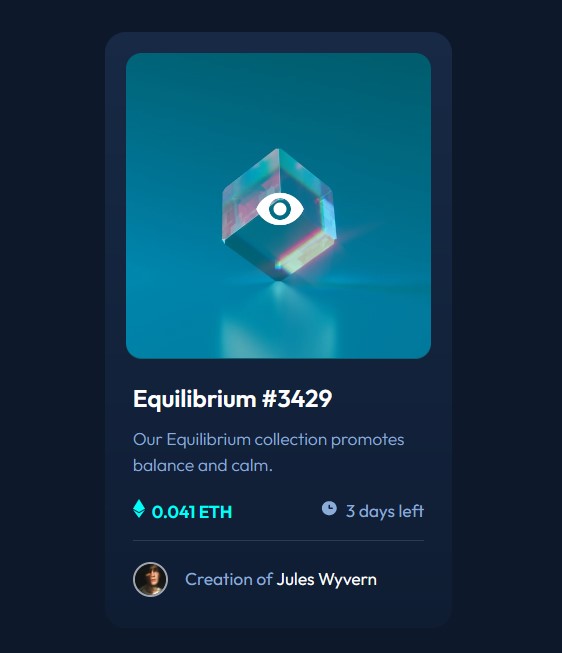 Equilibrium #3429
Our Equilibrium collection promotes
balance and calm.
0.041 ETH
3 days left
Creation of Jules Wyvern